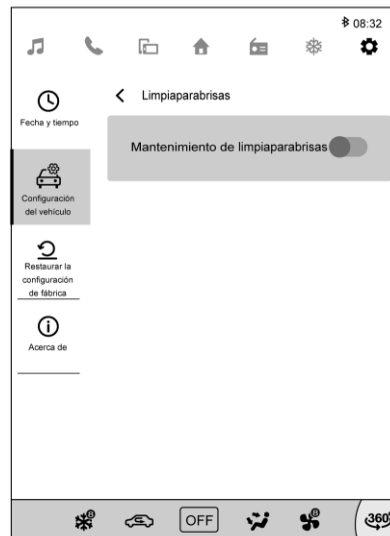 08:32
Limpiaparabrisas
Fecha y tiempo
Mantenimiento de limpiaparabrisas
Configuración
del vehículo
Restaurar la
configuración
de fábrica
Acerca de
OFF
360°